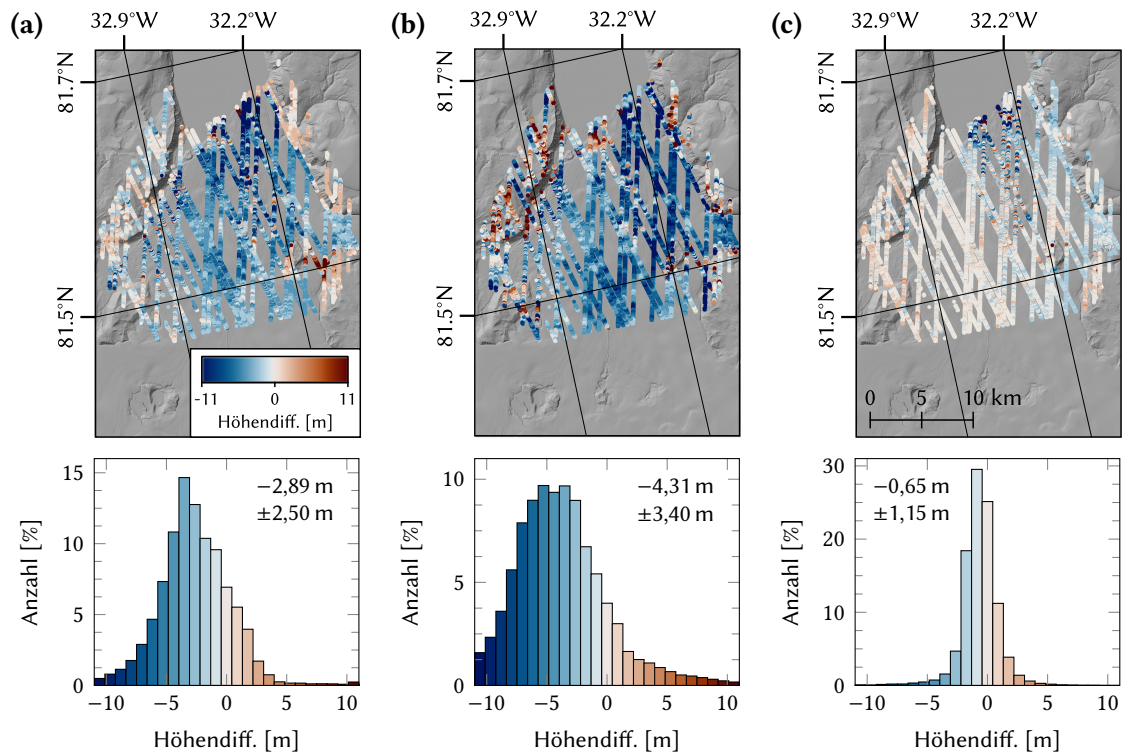 (a)
32.9°W
32.2°W
81.7°N
81.5°N
-11
0
11
Höhendiff. [m]
(b)
32.9°W
32.2°W
81.7°N
81.5°N
(c)
32.9°W
32.2°W
81.7°N
81.5°N
0
5
10 km
15
10
5
0
Anzahl [%]
−2,89 m
±2,50 m
−10
−5
0
5
10
Höhendiff. [m]
10
5
0
Anzahl [%]
−4,31 m
±3,40 m
−10
−5
0
5
10
Höhendiff. [m]
30
20
10
0
Anzahl [%]
−0,65 m
±1,15 m
−10
−5
0
5
10
Höhendiff. [m]